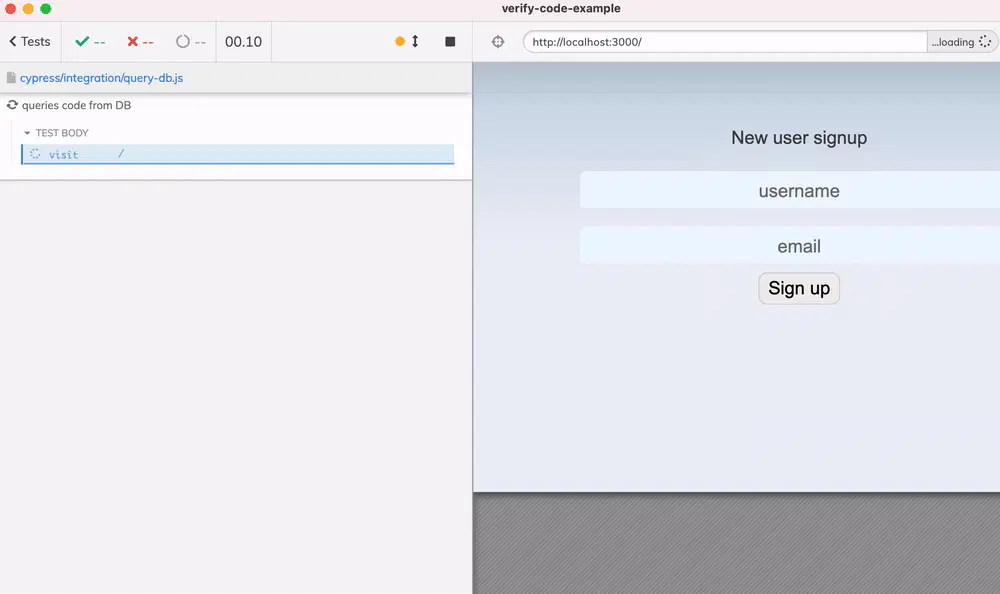 verify-code-example
Tests -- -- -- 00.10
http://localhost:3000/ ...loading
cypress/integration/query-db.js
queries code from DB
TEST BODY
visit /
New user signup
username
email
Sign up